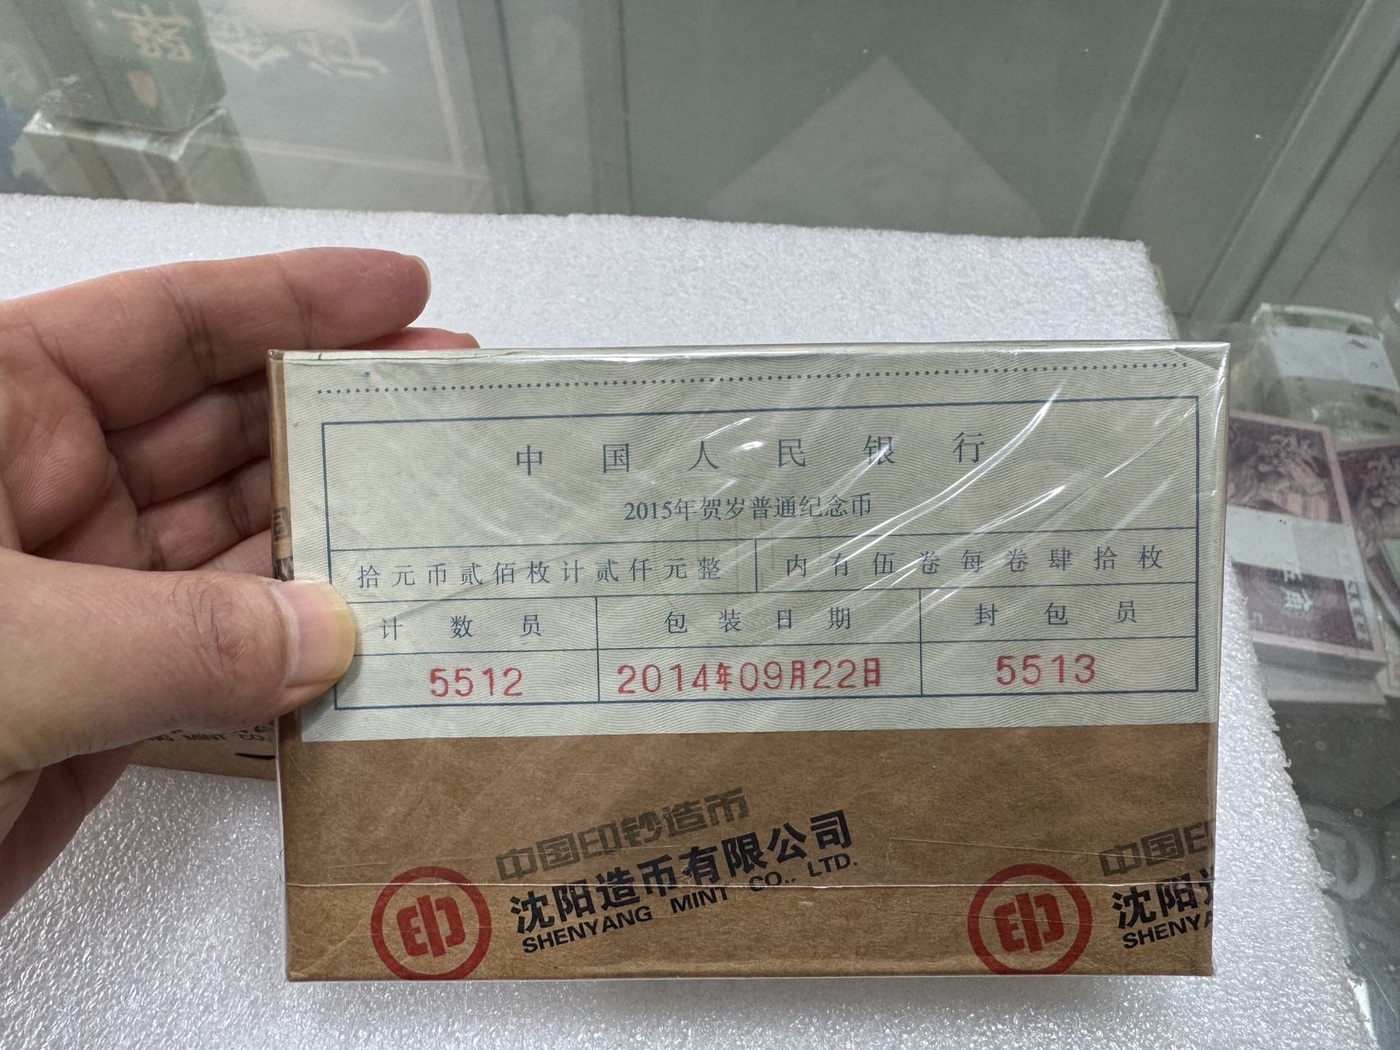 中国人民银行
2015年贺岁普通纪念币
拾元币贰佰枚计贰仟元整 内有伍卷每卷肆拾枚
计数员 包装日期 封包员
5512 2014年09月22日 5513
中国印钞造币 中国印
沈阳造币有限公司 沈阳
SHENYANG MINT CO., LTD. SHENYA
MINT CO.
伍角